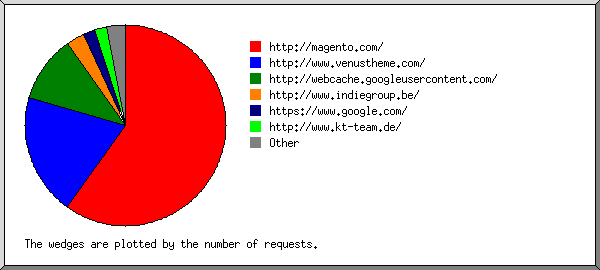 http://magento.com/
http://www.venustheme.com/
http://webcache.googleusercontent.com/
http://www.indiegroup.be/
https://www.google.com/
http://www.kt-team.de/
Other
The wedges are plotted by the number of requests.